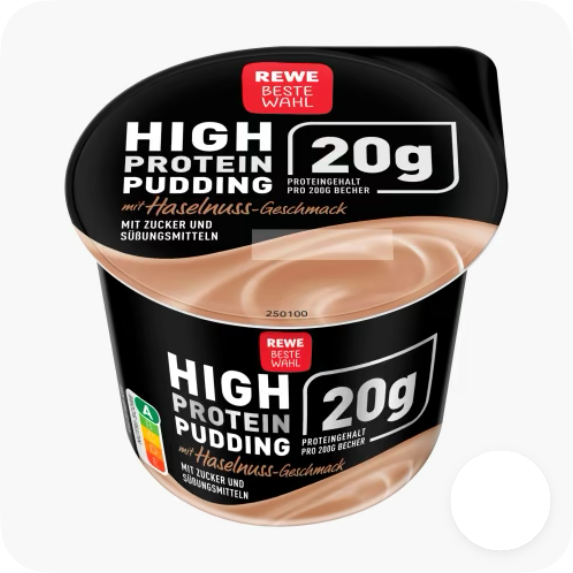 REWE
BESTE
WAHL
HIGH
PROTEIN
PUDDING
20g
PROTEINGEHALT
PRO 200G BECHER
mit Haselnuss-Geschmack
MIT ZUCKER UND
SÜßUNGSMITTELN
250100
REWE
BESTE
WAHL
HIGH
PROTEIN
PUDDING
20g
PROTEINGEHALT
PRO 200G BECHER
mit Haselnuss-Geschmack
MIT ZUCKER UND
SÜßUNGSMITTELN
A